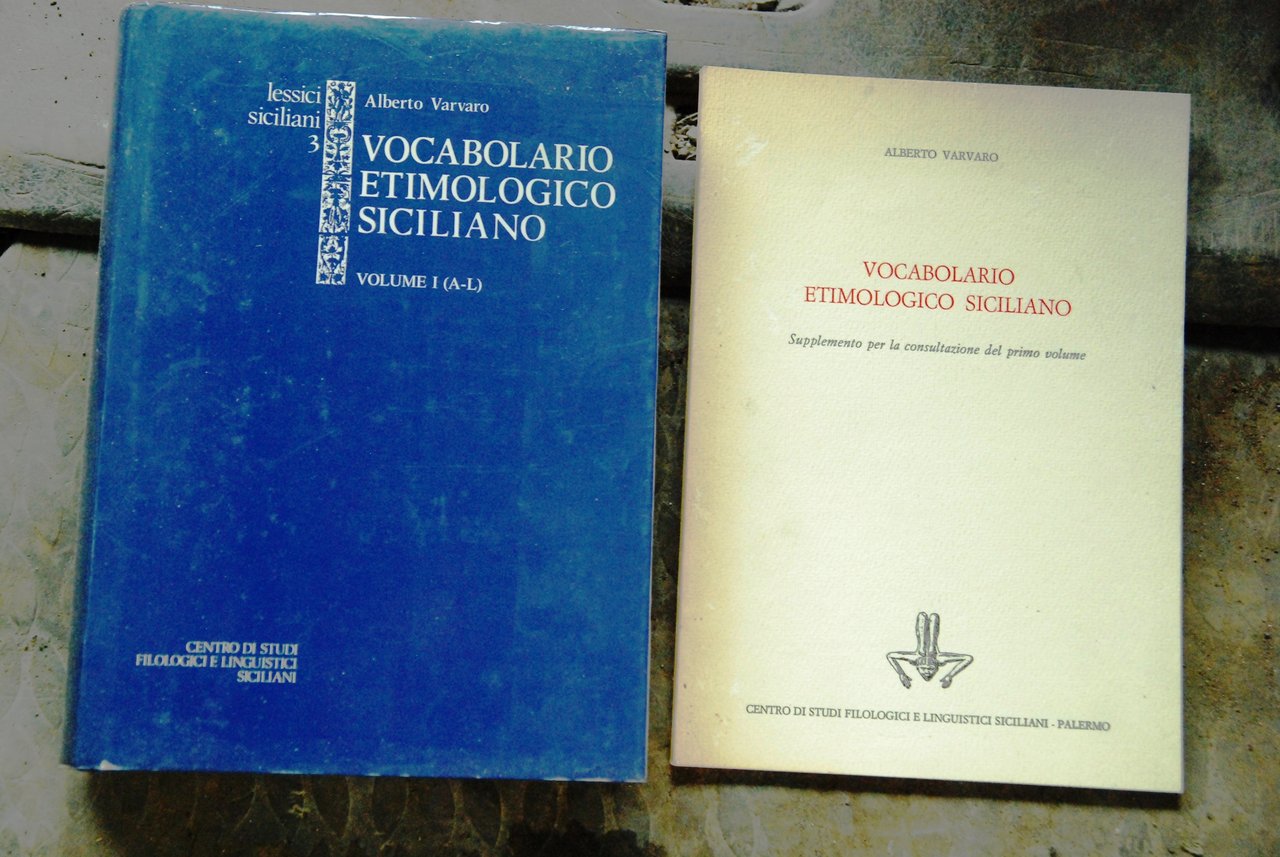 lessici
siciliani
3
Alberto Varvaro
VOCABOLARIO
ETIMOLOGICO
SICILIANO
VOLUME I (A-L)
CENTRO DI STUDI
FILOLOGICI E LINGUISTICI
SICILIANI
ALBERTO VARVARO
VOCABOLARIO
ETIMOLOGICO SICILIANO
Supplemento per la consultazione del primo volume
CENTRO DI STUDI FILOLOGICI E LINGUISTICI SICILIANI - PALERMO